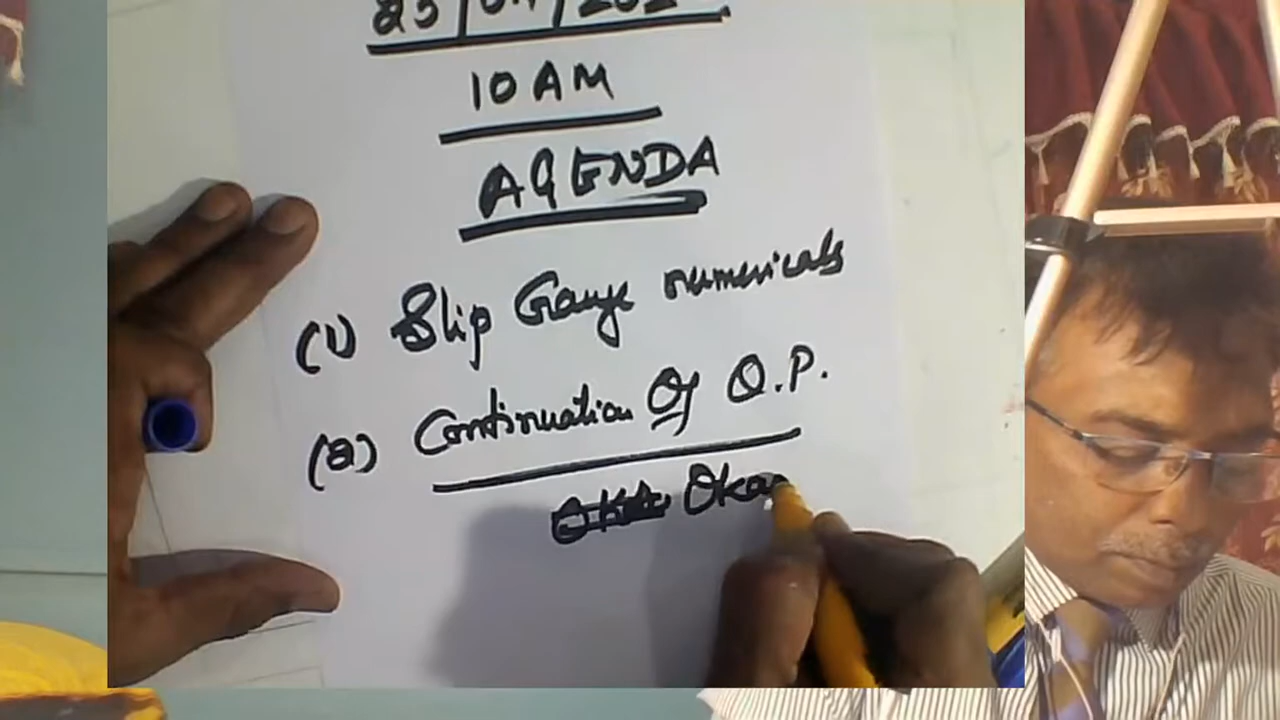 10 AM
AGENDA
(1) Slip Gauge numericals
(2) Continuation Of Q.P.
Okay